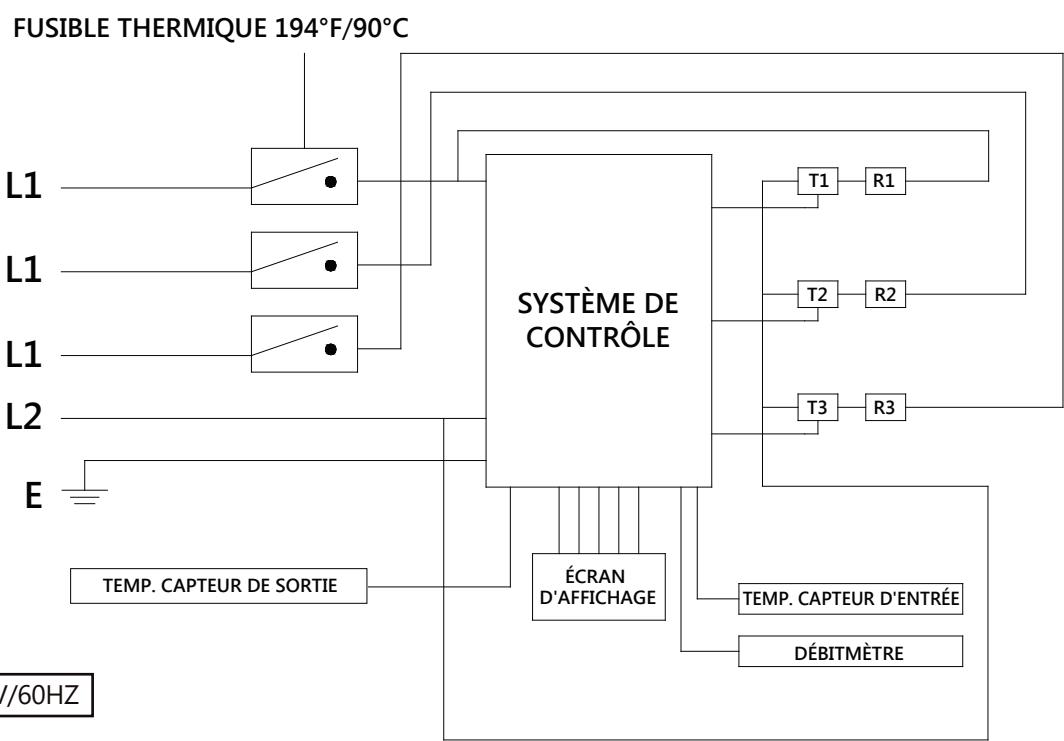 FUSIBLE THERMIQUE 194°F/90°C
L1
T1
R1
L1
SYSTÈME DE
CONTRÔLE
T2
R2
L1
T3
R3
L2
E
TEMP. CAPTEUR DE SORTIE
ÉCRAN
D'AFFICHAGE
TEMP. CAPTEUR D'ENTRÉE
DÉBITMÈTRE
/60HZ